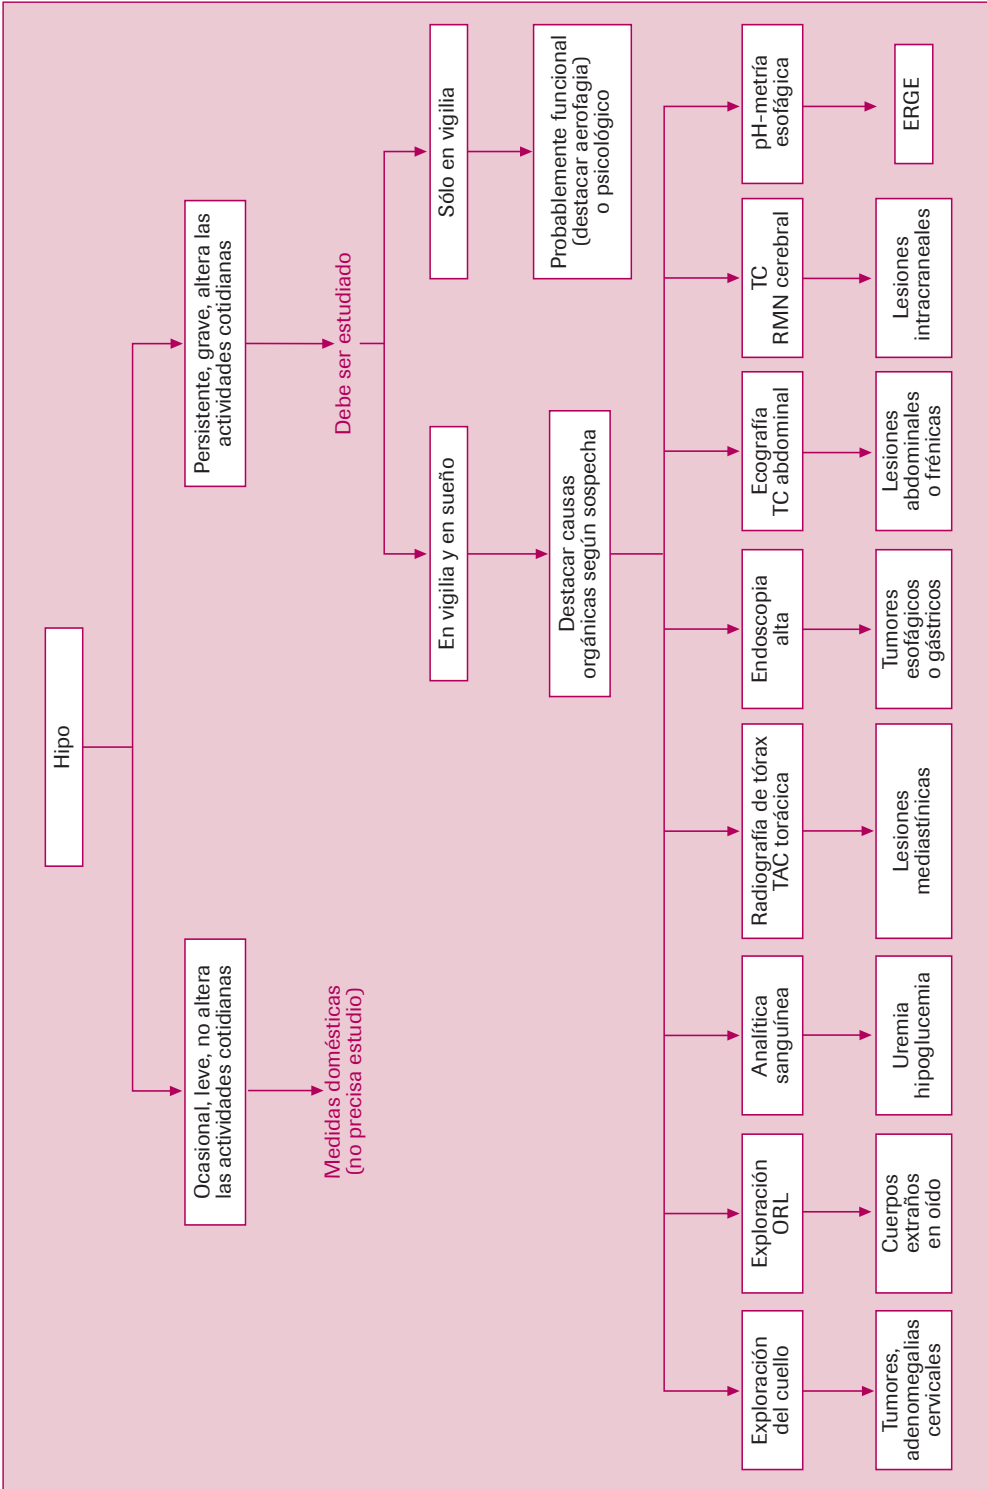 Hipo
Ocasional, leve, no altera
las actividades cotidianas
Medidas domésticas
(no precisa estudio)
Persistente, grave, altera las
actividades cotidianas
Debe ser estudiado
En vigilia y en sueño
Sólo en vigilia
Destacar causas
orgánicas según sospecha
Probablemente funcional
(destacar aerofagia)
o psicológico
Exploración
del cuello
Exploración
ORL
Analítica
sanguínea
Radiografía de tórax
TAC torácica
Endoscopia
alta
Ecografía
TC abdominal
TC
RMN cerebral
pH-metría
esofágica
Tumores,
adenomegalias
cervicales
Cuerpos
extraños
en oído
Uremia
hipoglucemia
Lesiones
mediastínicas
Tumores
esofágicos
o gástricos
Lesiones
abdominales
o frénicas
Lesiones
intracraneales
ERGE